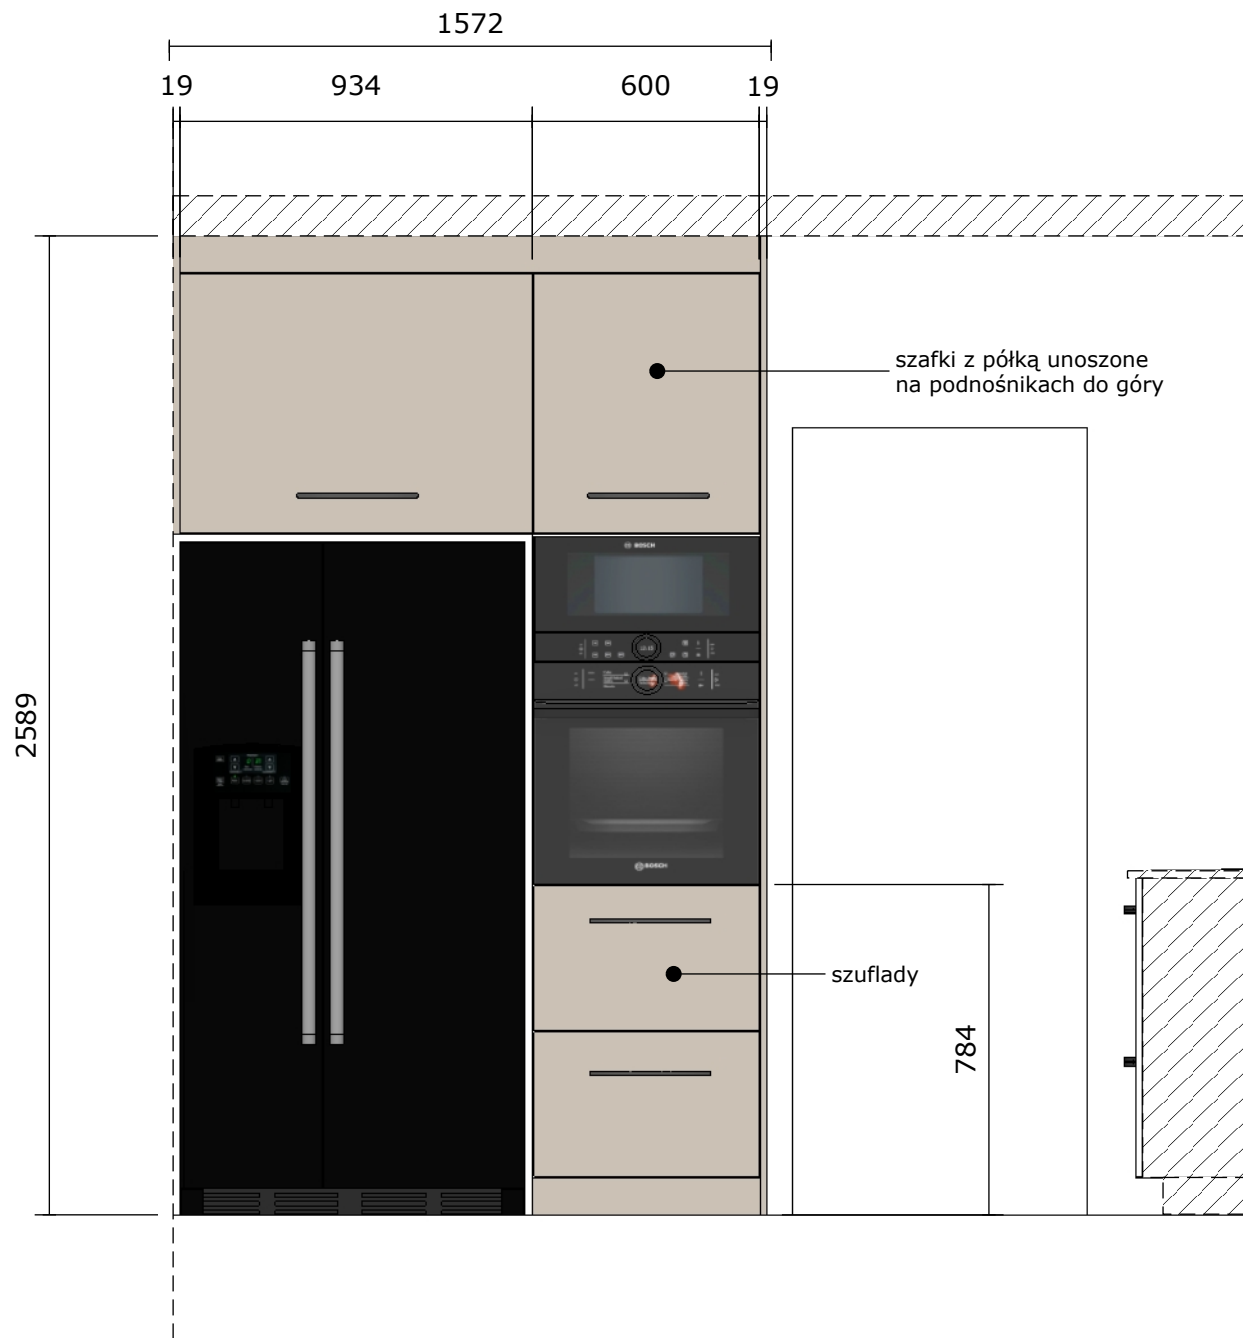 1572
19
934
600
19
szafki z półką unoszone
na podnośnikach do góry
BOSCH
2589
BOSCH
szuflady
784